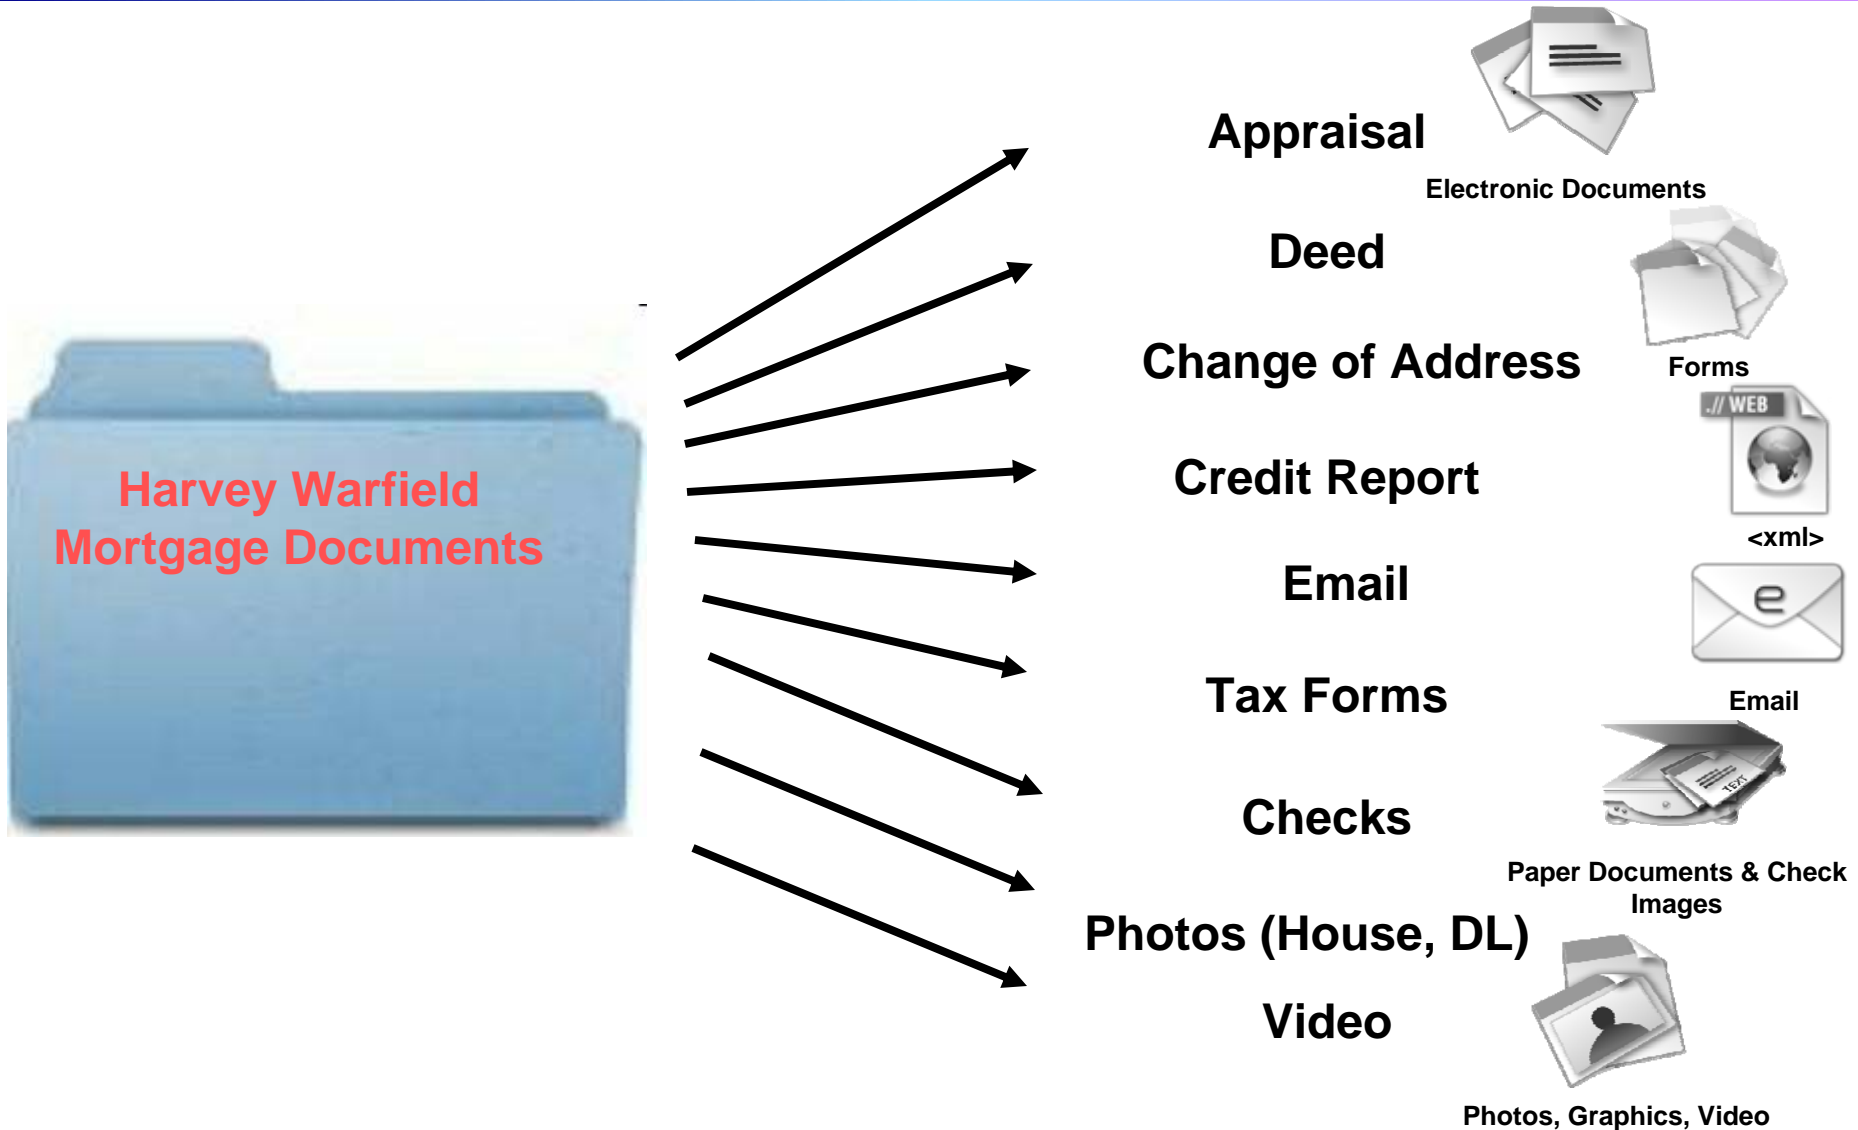 Harvey Warfield
Mortgage Documents
Appraisal
Electronic Documents
Deed
Change of Address
Forms
.// WEB
Credit Report
<xml>
Email
e
Tax Forms
Email
TEXT
Checks
Paper Documents & Check
Images
Photos (House, DL)
Video
Photos, Graphics, Video